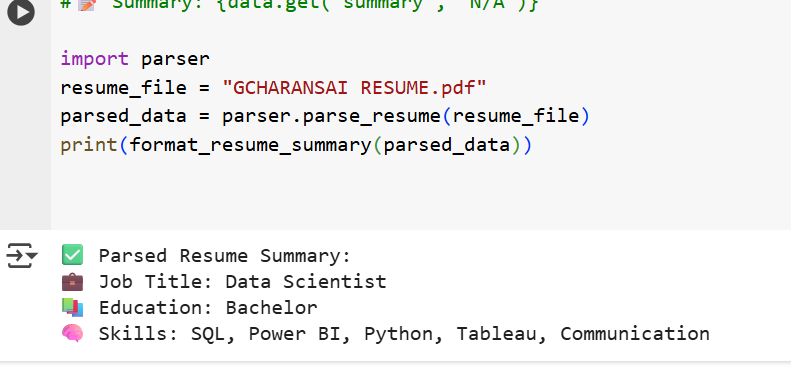 # 📝 Summary: {data.get('summary', 'N/A')}
import parser
resume_file = "GCHARANSAI RESUME.pdf"
parsed_data = parser.parse_resume(resume_file)
print(format_resume_summary(parsed_data))
✅ Parsed Resume Summary:
💼 Job Title: Data Scientist
📚 Education: Bachelor
🧠 Skills: SQL, Power BI, Python, Tableau, Communication